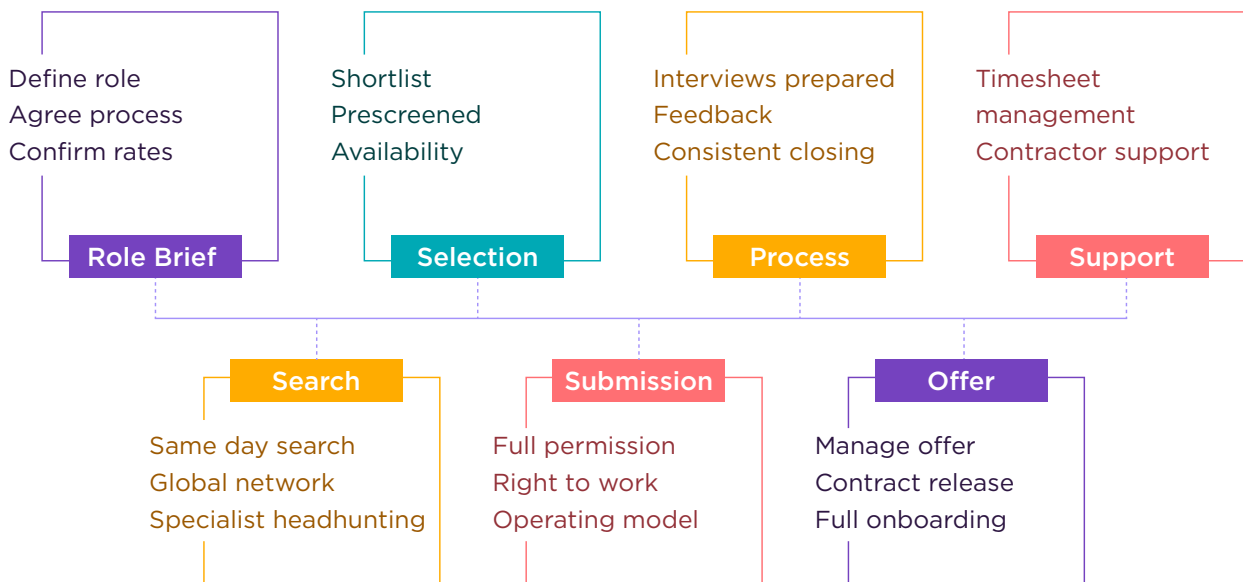 Define role
Agree process
Confirm rates
Role Brief
Shortlist
Prescreened
Availability
Selection
Interviews prepared
Feedback
Consistent closing
Process
Timesheet
management
Contractor support
Support
Search
Same day search
Global network
Specialist headhunting
Submission
Full permission
Right to work
Operating model
Offer
Manage offer
Contract release
Full onboarding